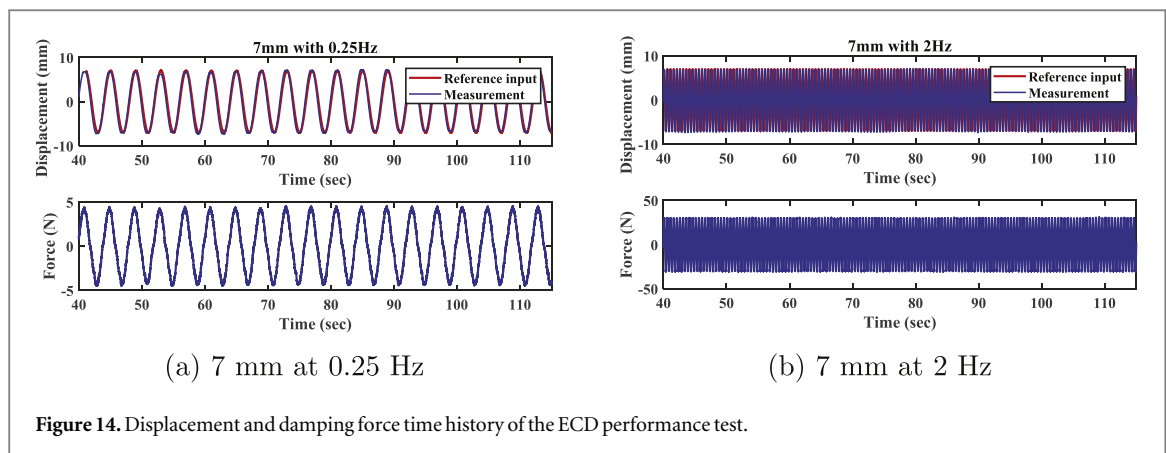 7mm with 0.25Hz
Displacement (mm)
10
0
-10
Reference input
Measurement
40 50 60 70 80 90 100 110
Time (sec)
Force (N)
5
0
-5
40 50 60 70 80 90 100 110
Time (sec)
(a) 7 mm at 0.25 Hz
7mm with 2Hz
Displacement (mm)
10
0
-10
Reference input
Measurement
40 50 60 70 80 90 100 110
Time (sec)
Force (N)
50
0
-50
40 50 60 70 80 90 100 110
Time (sec)
(b) 7 mm at 2 Hz
Figure 14. Displacement and damping force time history of the ECD performance test.